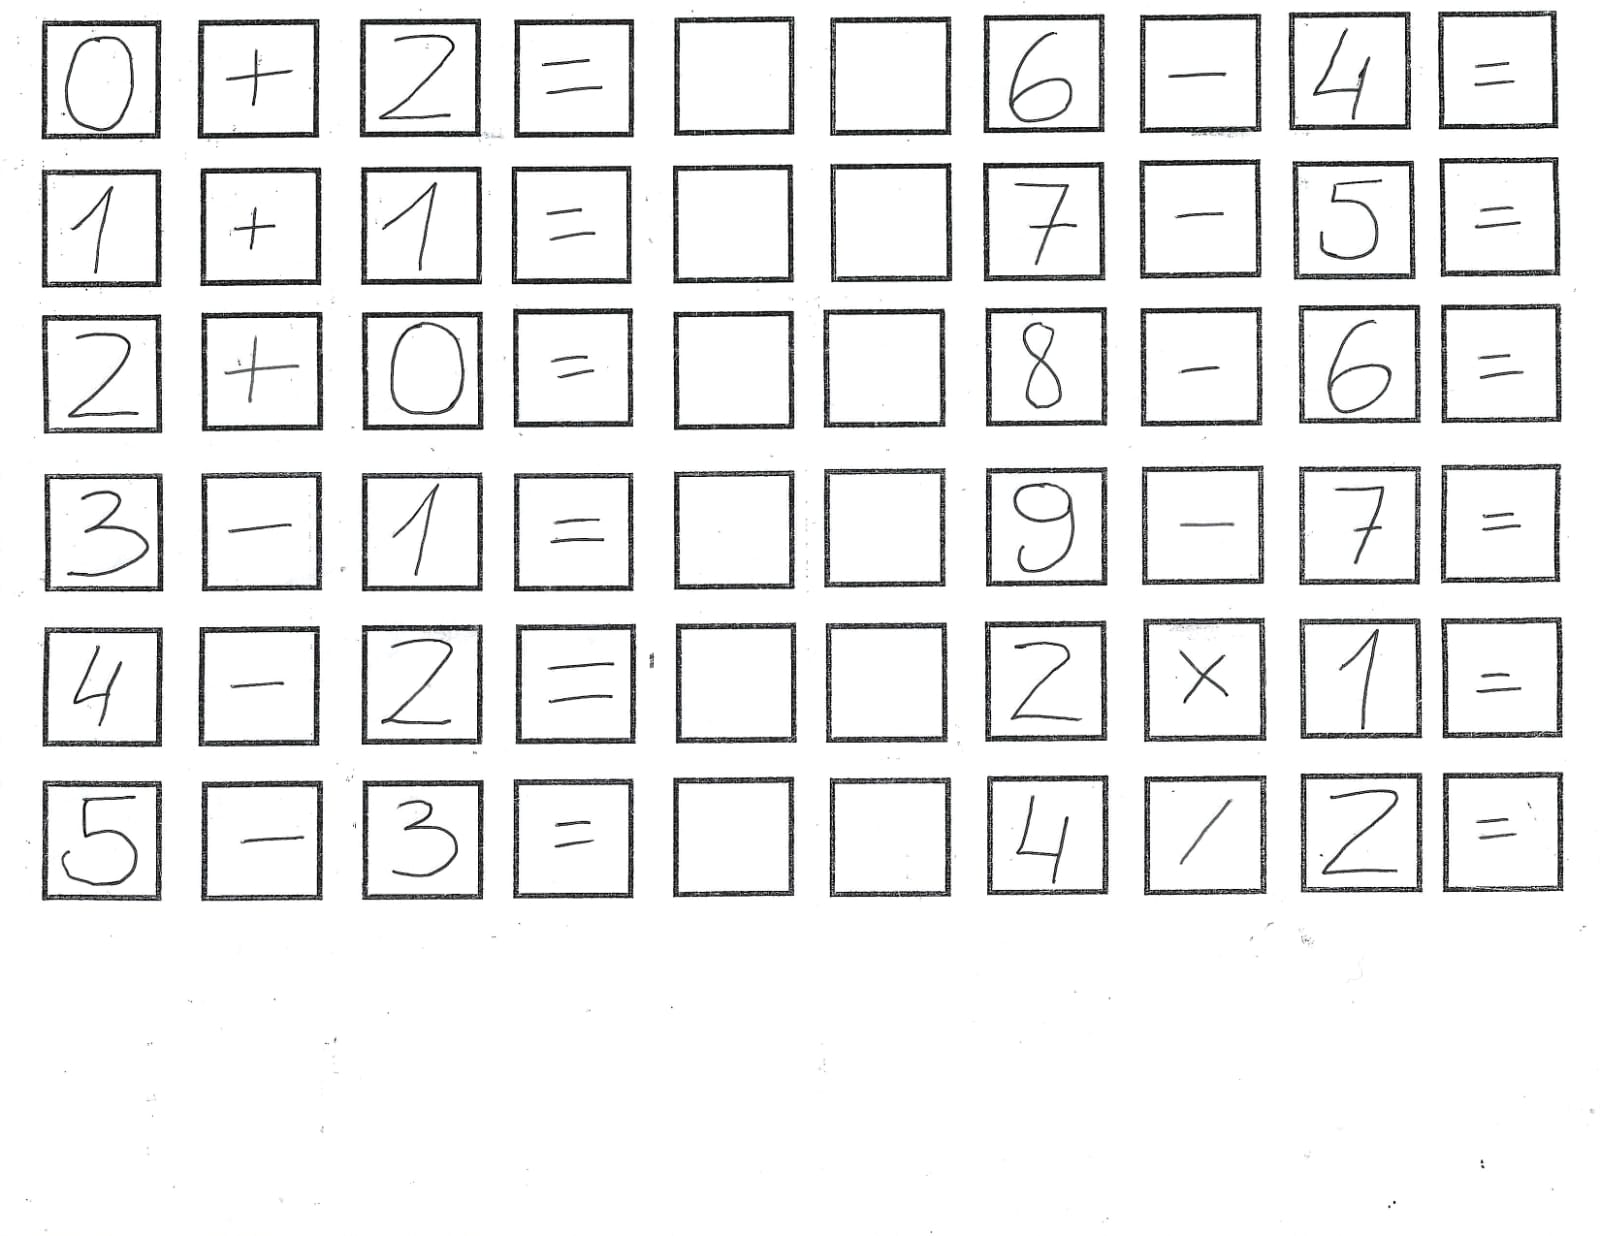 0 + 2 = 6 - 4 =
1 + 1 = 7 - 5 =
2 + 0 = 8 - 6 =
3 - 1 = 9 - 7 =
4 - 2 = 2 × 1 =
5 - 3 = 4 / 2 =